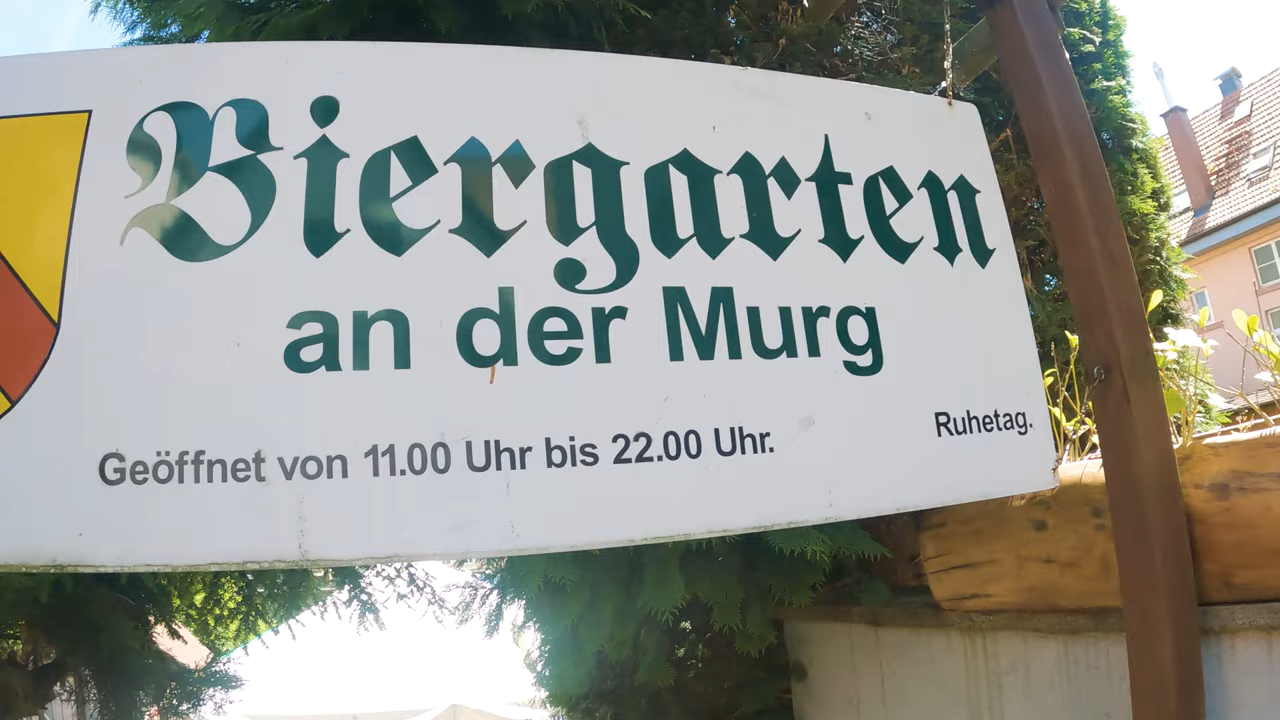 Biergarten
an der Murg
Geöffnet von 11.00 Uhr bis 22.00 Uhr.
Ruhetag.